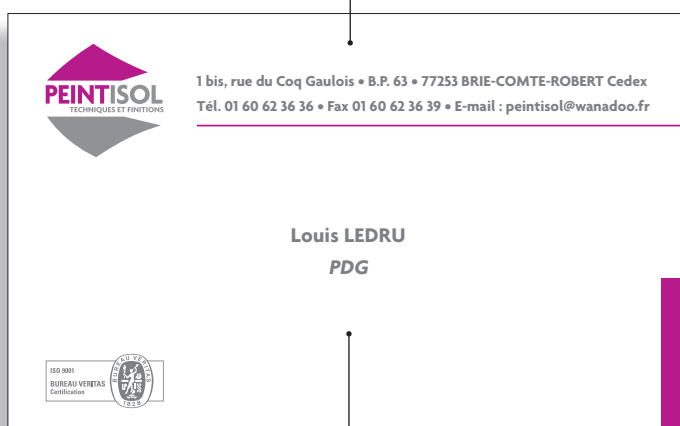 PEINTISOL
TECHNIQUES ET FINITIONS
1 bis, rue du Coq Gaulois • B.P. 63 • 77253 BRIE-COMTE-ROBERT Cedex
Tél. 01 60 62 36 36 • Fax 01 60 62 36 39 • E-mail : peintisol@wanadoo.fr
Louis LEDRU
PDG
ISO 9001
BUREAU VERITAS
Certification
BUREAU VERITAS
1828